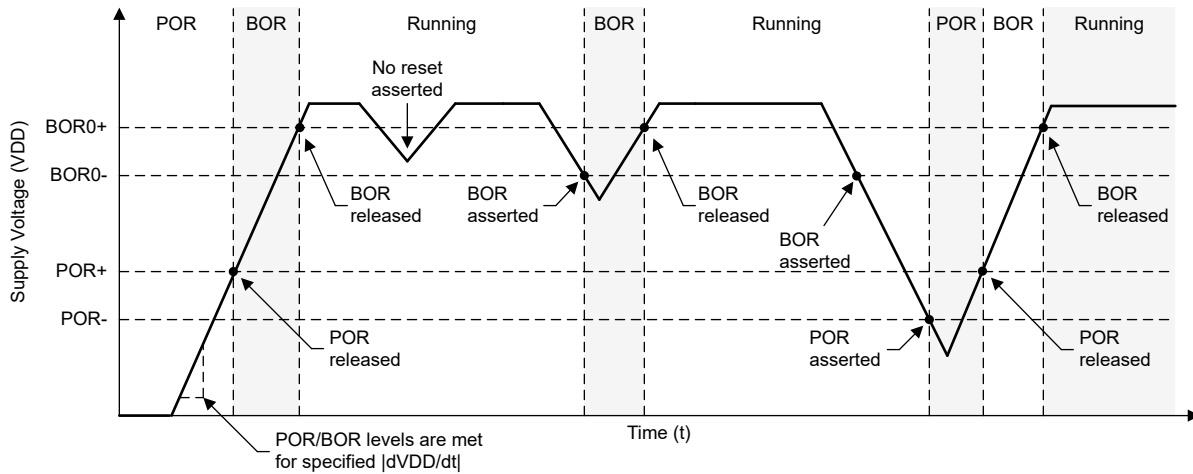 POR
BOR
Running
BOR
Running
POR
BOR
Running
No reset
asserted
Supply Voltage (VDD)
BOR0+
BOR0-
POR+
POR-
BOR
released
BOR
asserted
BOR
released
BOR
asserted
BOR
released
POR
released
POR
asserted
POR
released
POR/BOR levels are met
for specified |dVDD/dt|
Time (t)